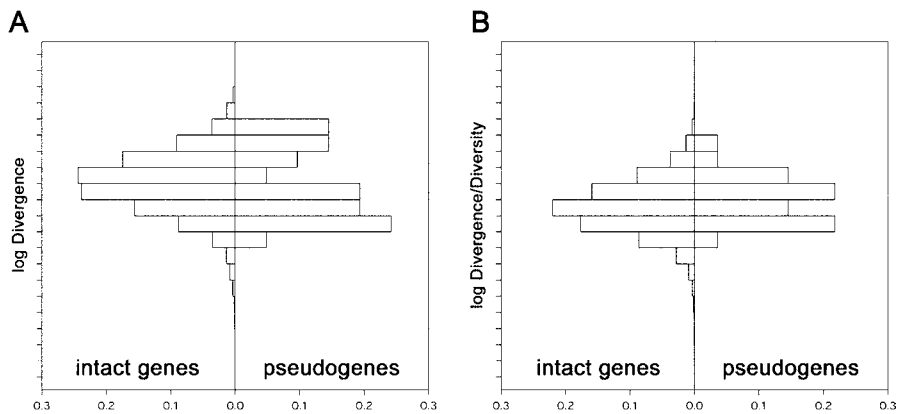 A
B
log Divergence
log Divergence/Diversity
intact genes pseudogenes
intact genes pseudogenes
0.3 0.2 0.1 0.0 0.1 0.2 0.3
0.3 0.2 0.1 0.0 0.1 0.2 0.3